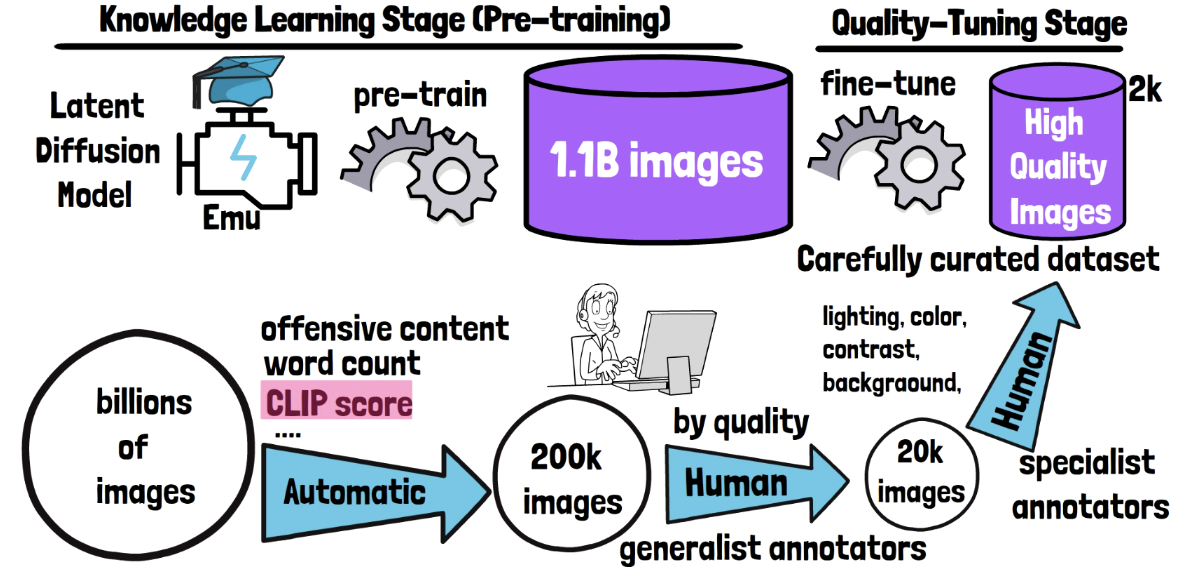 Knowledge Learning Stage (Pre-training)
Quality-Tuning Stage
Latent
Diffusion
Model
Emu
pre-train
1.1B images
fine-tune
High
Quality
Images
2k
Carefully curated dataset
billions
of
images
offensive content
word count
CLIP score
....
Automatic
200k
images
by quality
Human
generalist annotators
20k
images
lighting, color,
contrast,
backgraound,
Human
specialist
annotators